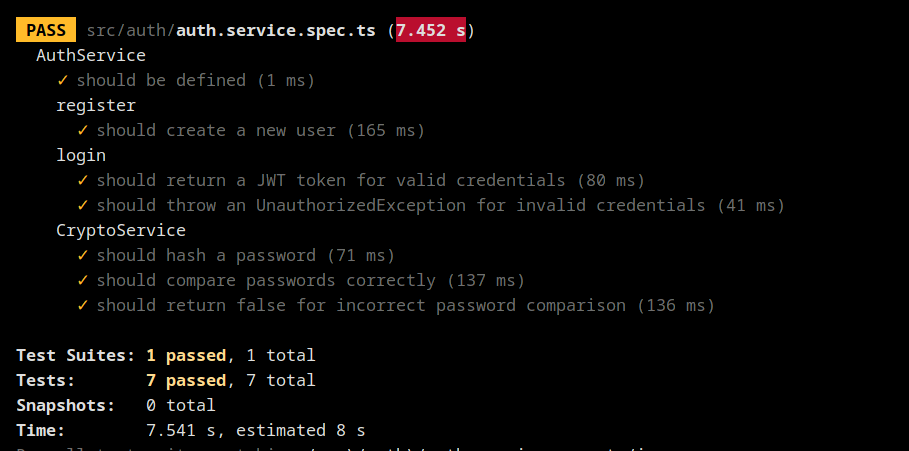 PASS src/auth/auth.service.spec.ts (7.452 s)
AuthService
✓ should be defined (1 ms)
register
✓ should create a new user (165 ms)
login
✓ should return a JWT token for valid credentials (80 ms)
✓ should throw an UnauthorizedException for invalid credentials (41 ms)
CryptoService
✓ should hash a password (71 ms)
✓ should compare passwords correctly (137 ms)
✓ should return false for incorrect password comparison (136 ms)
Test Suites: 1 passed, 1 total
Tests: 7 passed, 7 total
Snapshots: 0 total
Time: 7.541 s, estimated 8 s